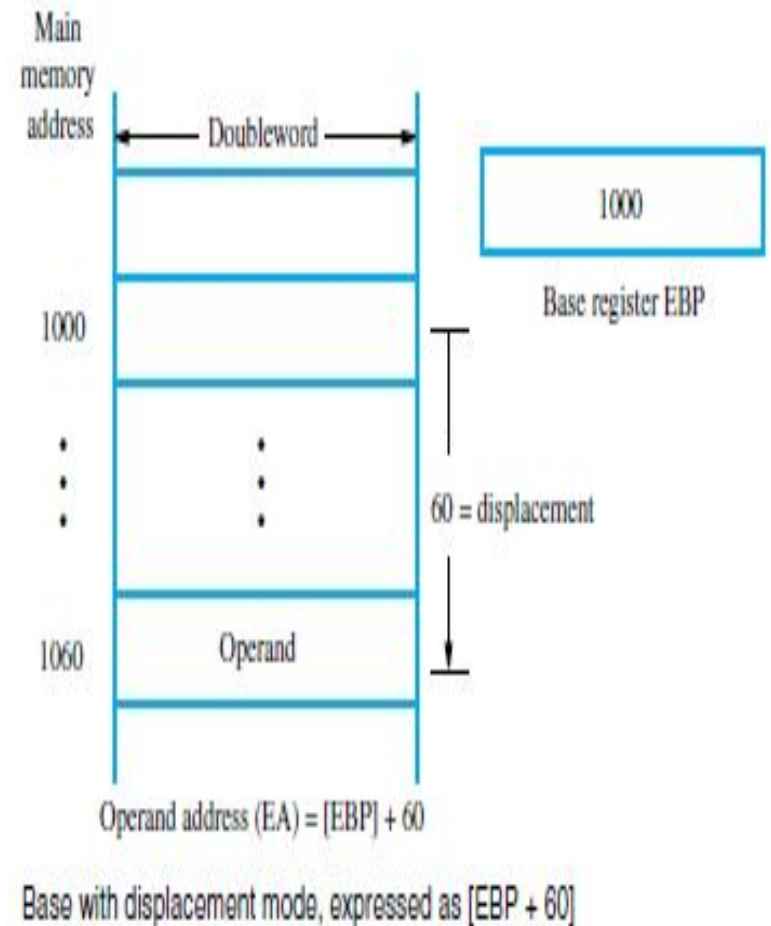 Main
memory
address
Doubleword
1000
Base register EBP
1000
60 = displacement
1060
Operand
Operand address (EA) = [EBP] + 60
Base with displacement mode, expressed as [EBP + 60]